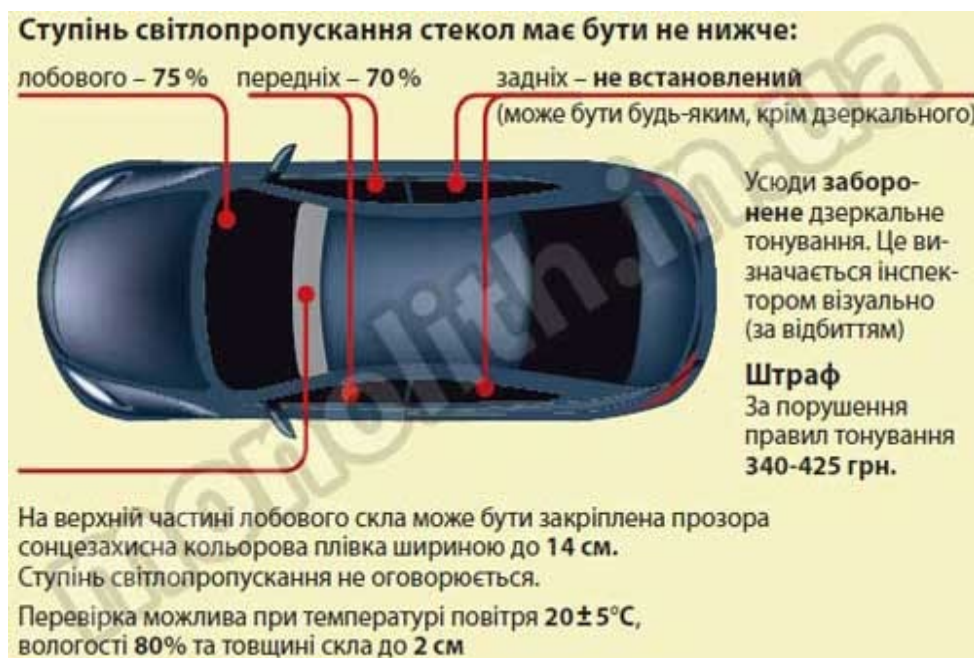 Ступінь світлопропускання стекол має бути не нижче:
лобового – 75 %
передніх – 70 %
задніх – не встановлений
(може бути будь-яким, крім дзеркального)
Усюди заборо-
нене дзеркальне
тонування. Це ви-
значається інспек-
тором візуально
(за відбиттям)
Штраф
За порушення
правил тонування
340-425 грн.
На верхній частині лобового скла може бути закріплена прозора
сонцезахисна кольорова плівка шириною до 14 см.
Ступінь світлопропускання не оговорюється.
Перевірка можлива при температурі повітря 20±5°C,
вологості 80% та товщині скла до 2 см
monolith.in.ua